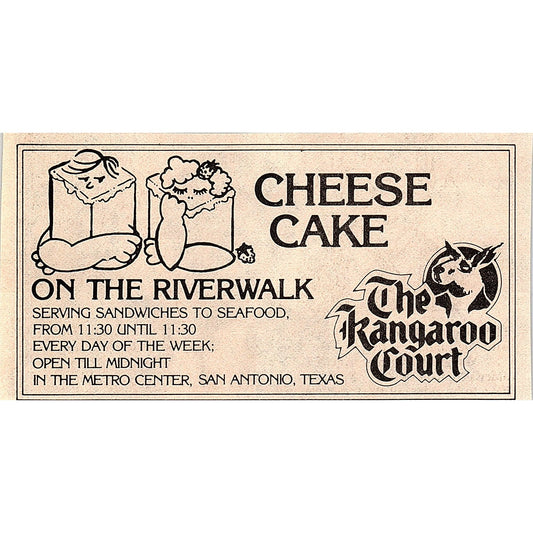 CHEESE
CAKE
ON THE RIVERWALK
SERVING SANDWICHES TO SEAFOOD,
FROM 11:30 UNTIL 11:30
EVERY DAY OF THE WEEK;
OPEN TILL MIDNIGHT
IN THE METRO CENTER, SAN ANTONIO, TEXAS
The
Kangaroo
Court